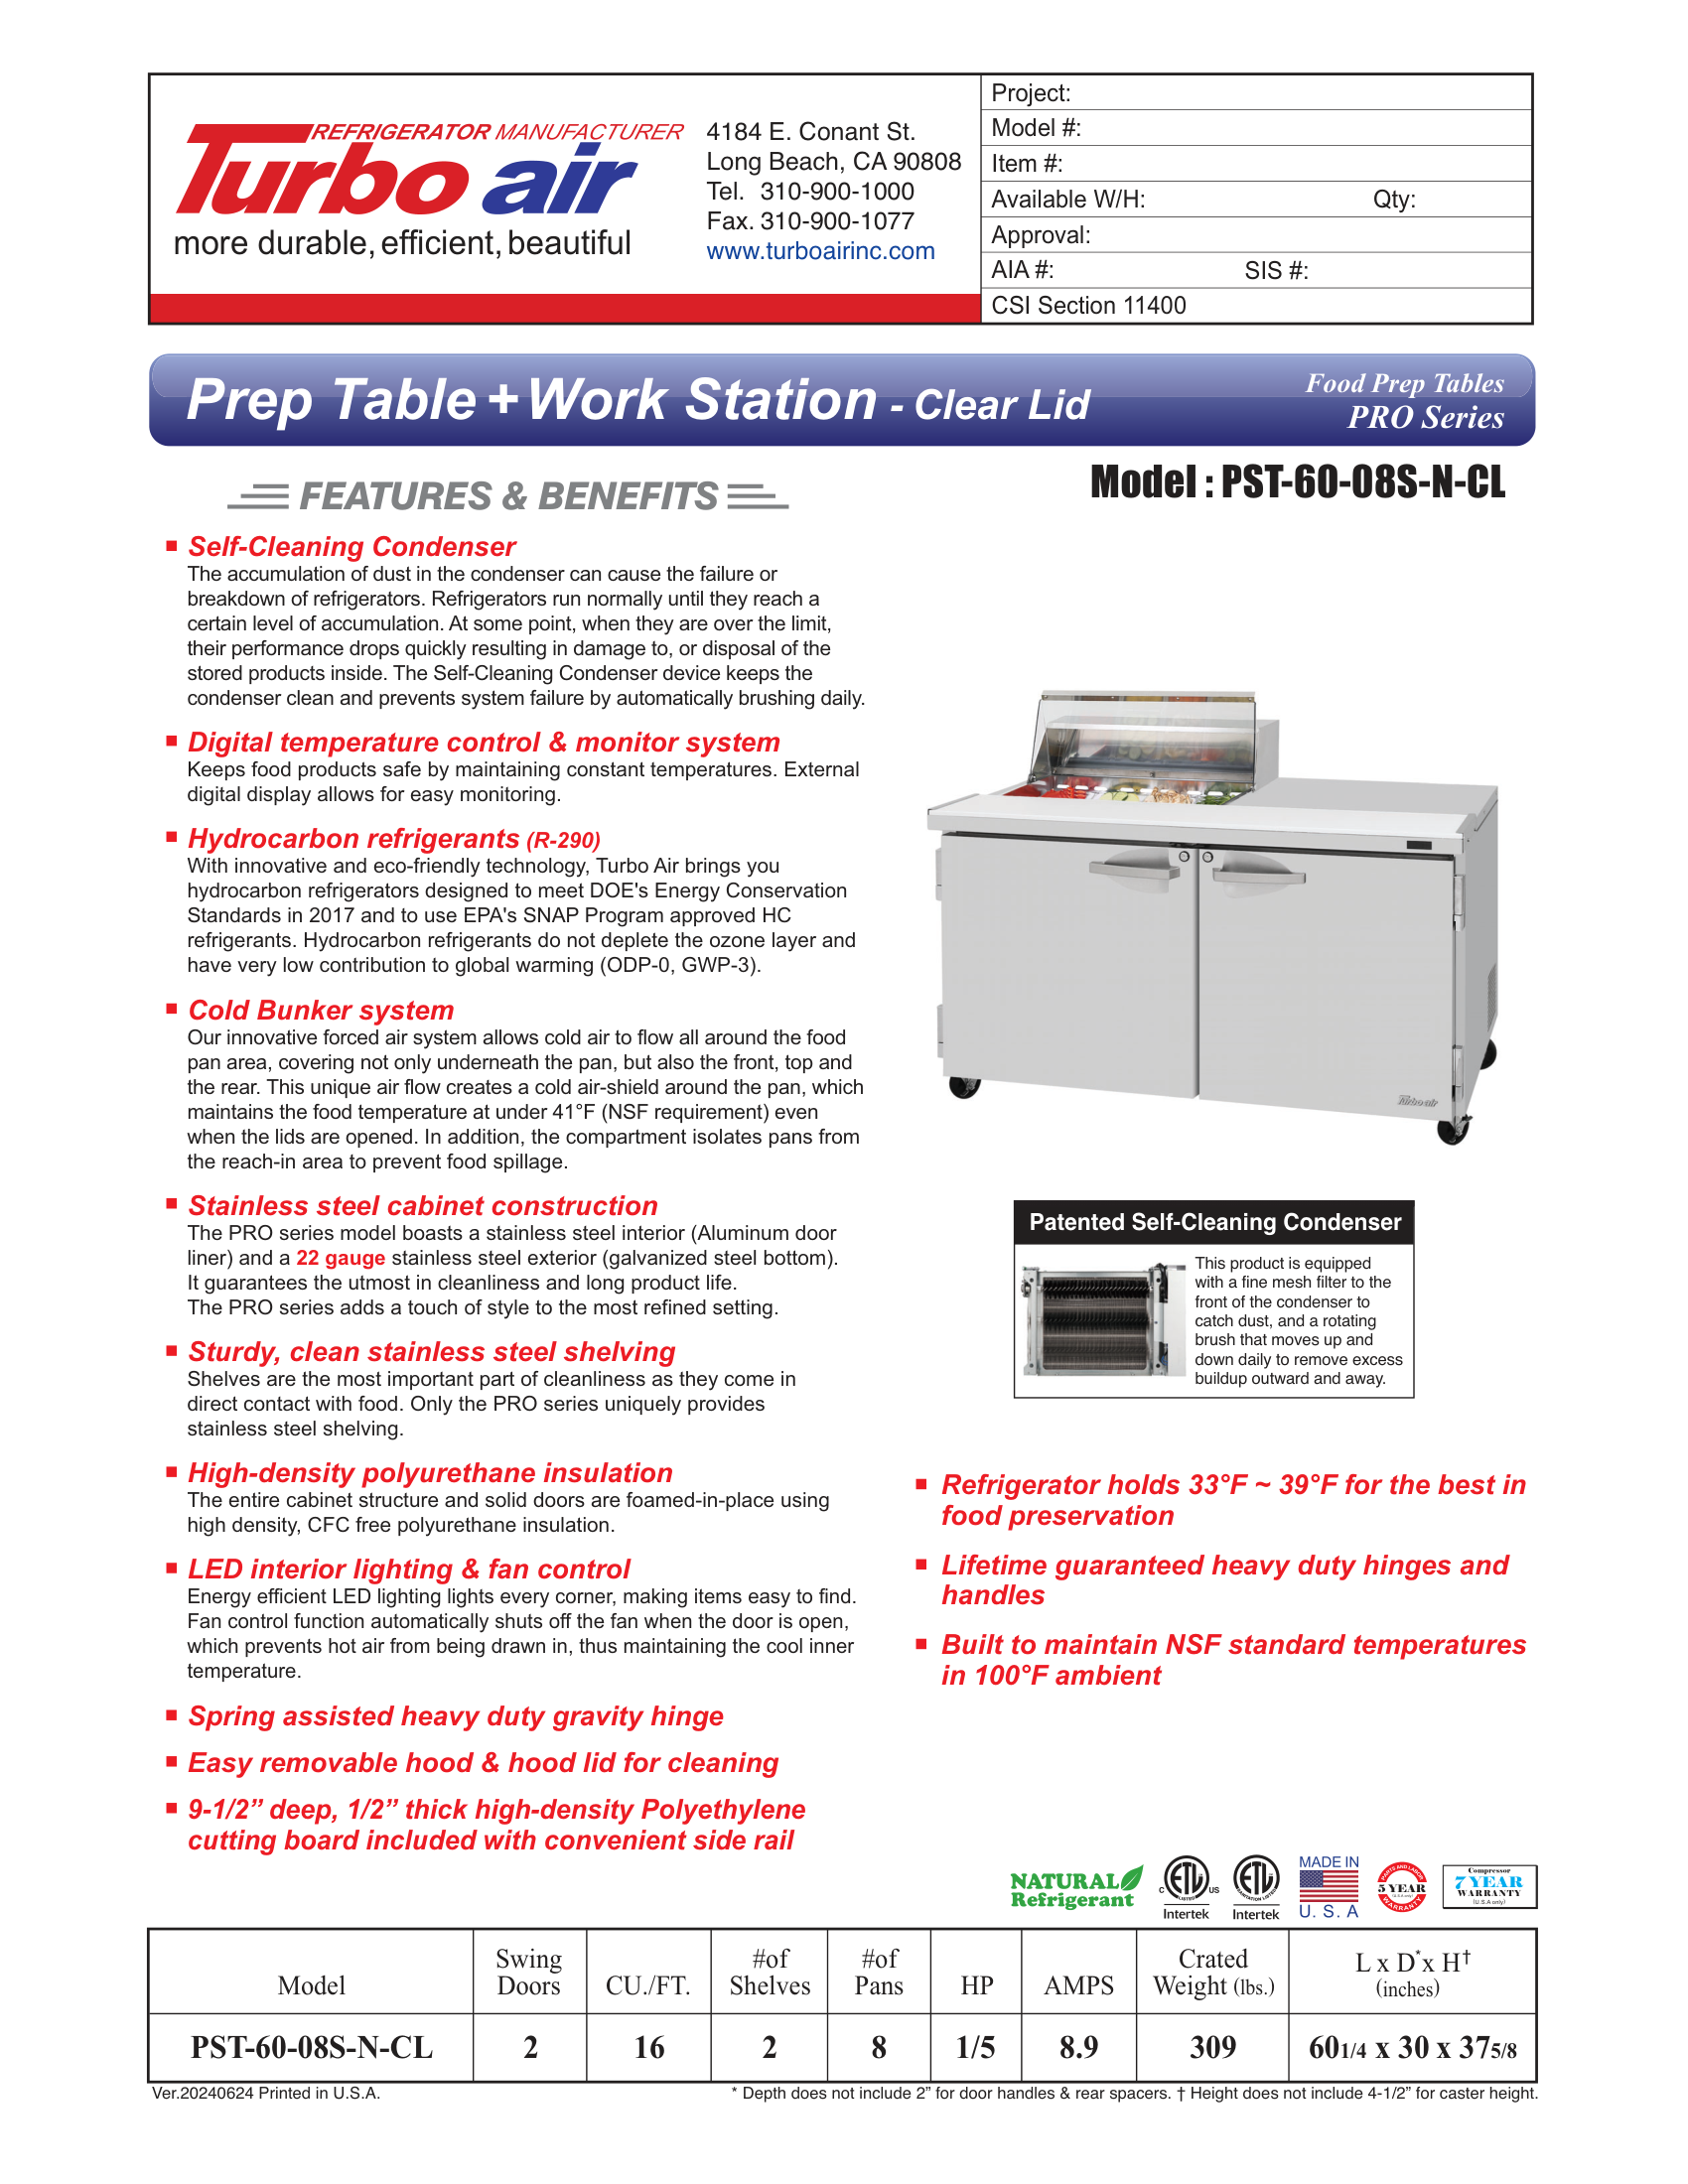 REFRIGERATOR MANUFACTURER
Turbo air
more durable, efficient, beautiful
4184 E. Conant St.
Long Beach, CA 90808
Tel. 310-900-1000
Fax. 310-900-1077
www.turboairinc.com
Project:
Model #:
Item #:
Available W/H: Qty:
Approval:
AIA #: SIS #:
CSI Section 11400
Prep Table + Work Station - Clear Lid
Food Prep Tables
PRO Series
Model : PST-60-08S-N-CL
FEATURES & BENEFITS
Self-Cleaning Condenser
The accumulation of dust in the condenser can cause the failure or
breakdown of refrigerators. Refrigerators run normally until they reach a
certain level of accumulation. At some point, when they are over the limit,
their performance drops quickly resulting in damage to, or disposal of the
stored products inside. The Self-Cleaning Condenser device keeps the
condenser clean and prevents system failure by automatically brushing daily.
Digital temperature control & monitor system
Keeps food products safe by maintaining constant temperatures. External
digital display allows for easy monitoring.
Hydrocarbon refrigerants (R-290)
With innovative and eco-friendly technology, Turbo Air brings you
hydrocarbon refrigerators designed to meet DOE's Energy Conservation
Standards in 2017 and to use EPA's SNAP Program approved HC
refrigerants. Hydrocarbon refrigerants do not deplete the ozone layer and
have very low contribution to global warming (ODP-0, GWP-3).
Cold Bunker system
Our innovative forced air system allows cold air to flow all around the food
pan area, covering not only underneath the pan, but also the front, top and
the rear. This unique air flow creates a cold air-shield around the pan, which
maintains the food temperature at under 41°F (NSF requirement) even
when the lids are opened. In addition, the compartment isolates pans from
the reach-in area to prevent food spillage.
Stainless steel cabinet construction
The PRO series model boasts a stainless steel interior (Aluminum door
liner) and a 22 gauge stainless steel exterior (galvanized steel bottom).
It guarantees the utmost in cleanliness and long product life.
The PRO series adds a touch of style to the most refined setting.
Sturdy, clean stainless steel shelving
Shelves are the most important part of cleanliness as they come in
direct contact with food. Only the PRO series uniquely provides
stainless steel shelving.
High-density polyurethane insulation
The entire cabinet structure and solid doors are foamed-in-place using
high density, CFC free polyurethane insulation.
LED interior lighting & fan control
Energy efficient LED lighting lights every corner, making items easy to find.
Fan control function automatically shuts off the fan when the door is open,
which prevents hot air from being drawn in, thus maintaining the cool inner
temperature.
Spring assisted heavy duty gravity hinge
Easy removable hood & hood lid for cleaning
9-1/2” deep, 1/2” thick high-density Polyethylene
cutting board included with convenient side rail
Turbo air
Patented Self-Cleaning Condenser
This product is equipped
with a fine mesh filter to the
front of the condenser to
catch dust, and a rotating
brush that moves up and
down daily to remove excess
buildup outward and away.
Refrigerator holds 33°F ~ 39°F for the best in
food preservation
Lifetime guaranteed heavy duty hinges and
handles
Built to maintain NSF standard temperatures
in 100°F ambient
NATURAL
Refrigerant
C ETL US
LISTED
Intertek
ETL
SANITATION LISTED
Intertek
MADE IN
U. S. A
PARTS AND LABOR
5 YEAR
(U.S.A only)
WARRANTY
Compressor
7 YEAR
WARRANTY
(U.S.A only)
Model Swing Doors CU./FT. #of Shelves #of Pans HP AMPS Crated Weight (lbs.) L x D* x H† (inches)
PST-60-08S-N-CL 2 16 2 8 1/5 8.9 309 60 1/4 x 30 x 37 5/8
Ver.20240624 Printed in U.S.A.
* Depth does not include 2” for door handles & rear spacers. † Height does not include 4-1/2” for caster height.